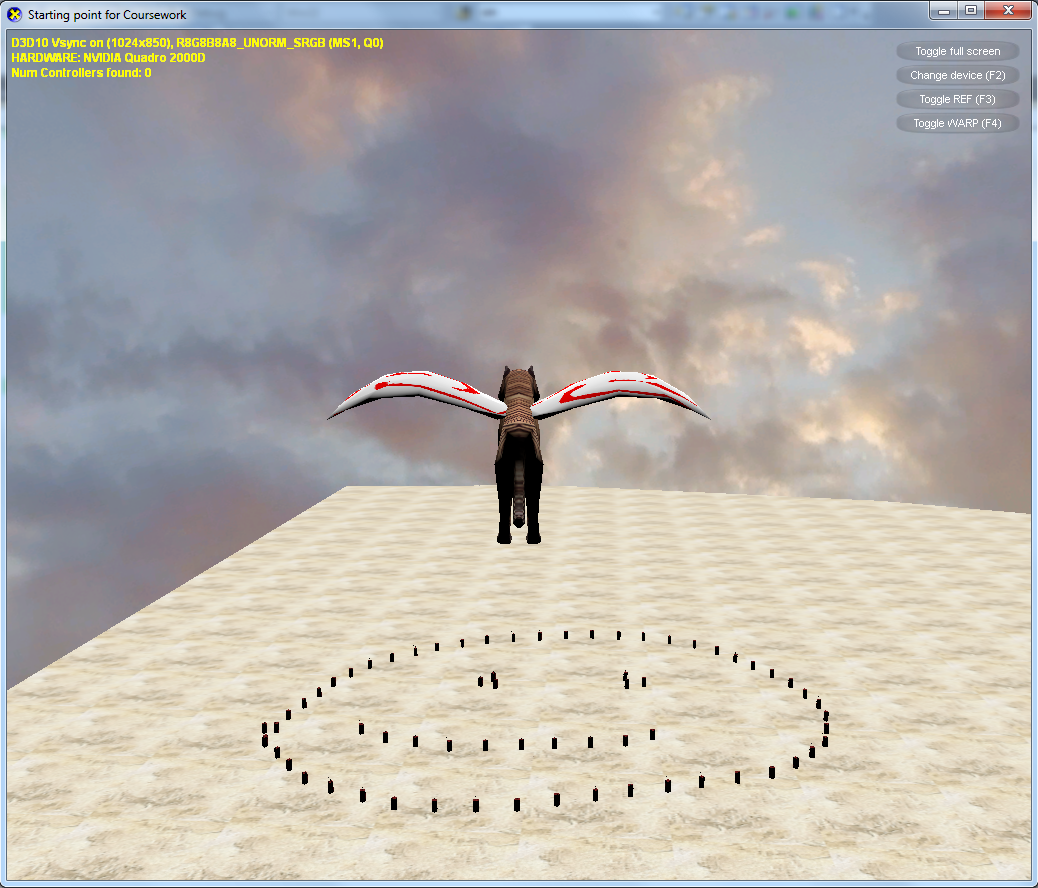 Starting point for Coursework
D3D10 Vsync on (1024x850), R8G8B8A8_UNORM_SRGB (MS1, Q0)
HARDWARE: NVIDIA Quadro 2000D
Num Controllers found: 0
Toggle full screen
Change device (F2)
Toggle REF (F3)
Toggle WARP (F4)